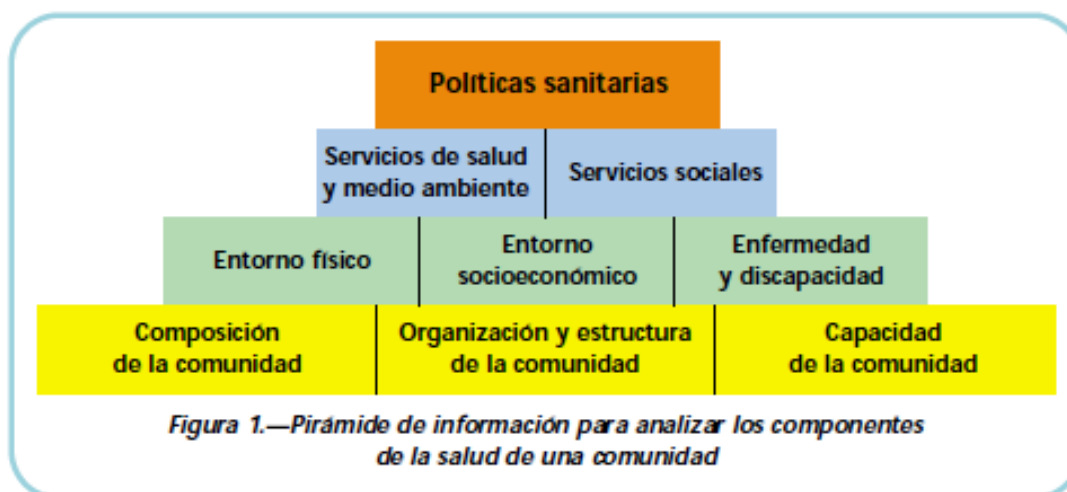 Políticas sanitarias
Servicios de salud
y medio ambiente
Servicios sociales
Entorno físico
Entorno
socioeconómico
Enfermedad
y discapacidad
Composición
de la comunidad
Organización y estructura
de la comunidad
Capacidad
de la comunidad
Figura 1.—Pirámide de información para analizar los componentes
de la salud de una comunidad